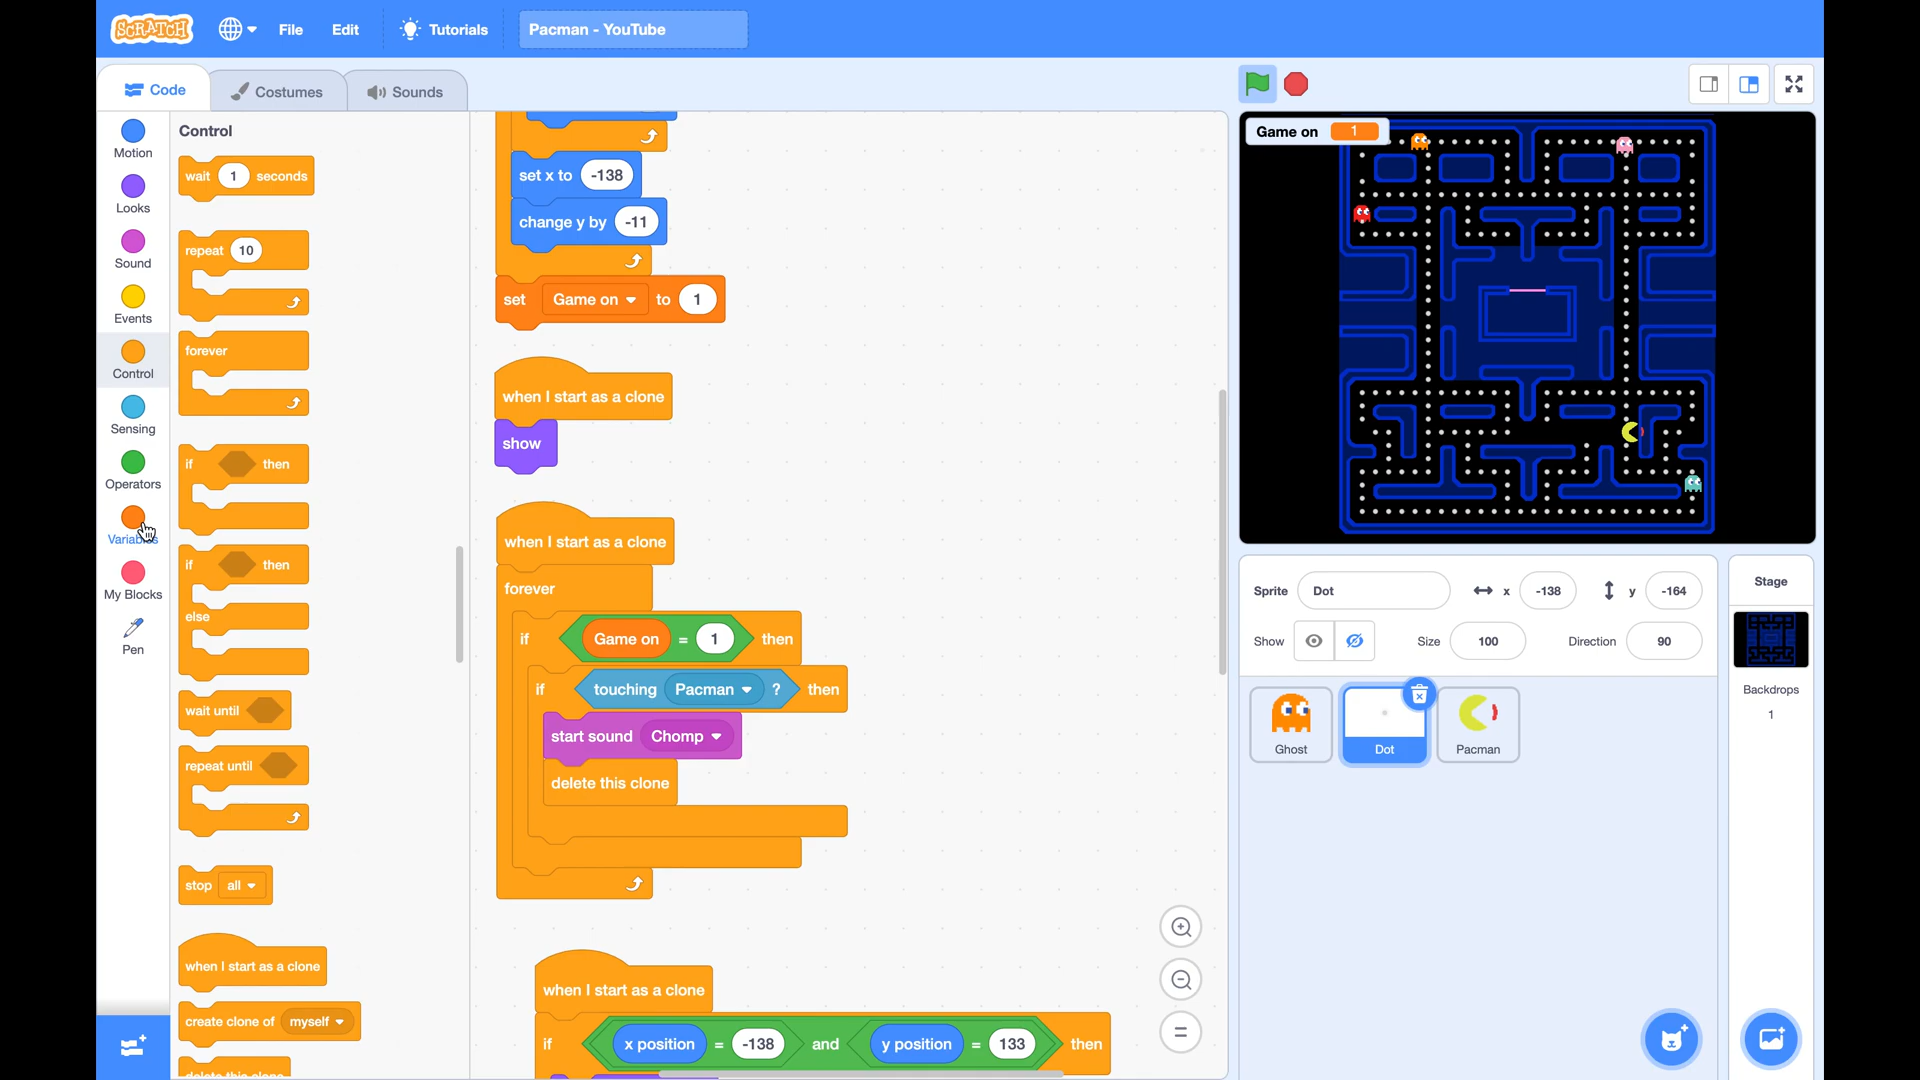 SCRATCH File Edit Tutorials Pacman - YouTube
Code Costumes Sounds
Motion
Looks
Sound
Events
Control
Sensing
Operators
Variables
My Blocks
Pen
Control
wait 1 seconds
repeat 10
forever
if then
if then
else
wait until
repeat until
stop all
when I start as a clone
create clone of myself
delete this clone
set x to -138
change y by -11
set Game on to 1
when I start as a clone
show
when I start as a clone
forever
if Game on = 1 then
if touching Pacman ? then
start sound Chomp
delete this clone
when I start as a clone
if x position = -138 and y position = 133 then
Game on 1
Sprite Dot x -138 y -164
Show Size 100 Direction 90
Ghost Dot Pacman
Stage
Backdrops
1